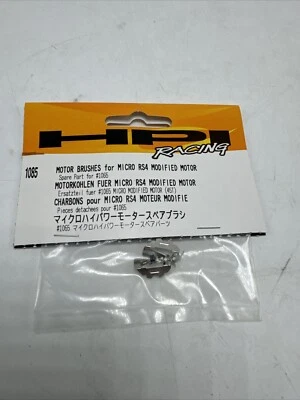 HPI
RACING
1085
MOTOR BRUSHES for MICRO RS4 MODIFIED MOTOR
Spare Part for #1065
MOTORKOHLEN FUER MICRO RS4 MODIFIED MOTOR
Ersatzteil fuer #1065 MICRO MODIFIED MOTOR (45T)
CHARBONS pour MICRO RS4 MOTEUR MODIFIE
Pieces detachees pour #1065
マイクロハイパワーモータースペアブラシ
#1065 マイクロハイパワーモータースペアパーツ